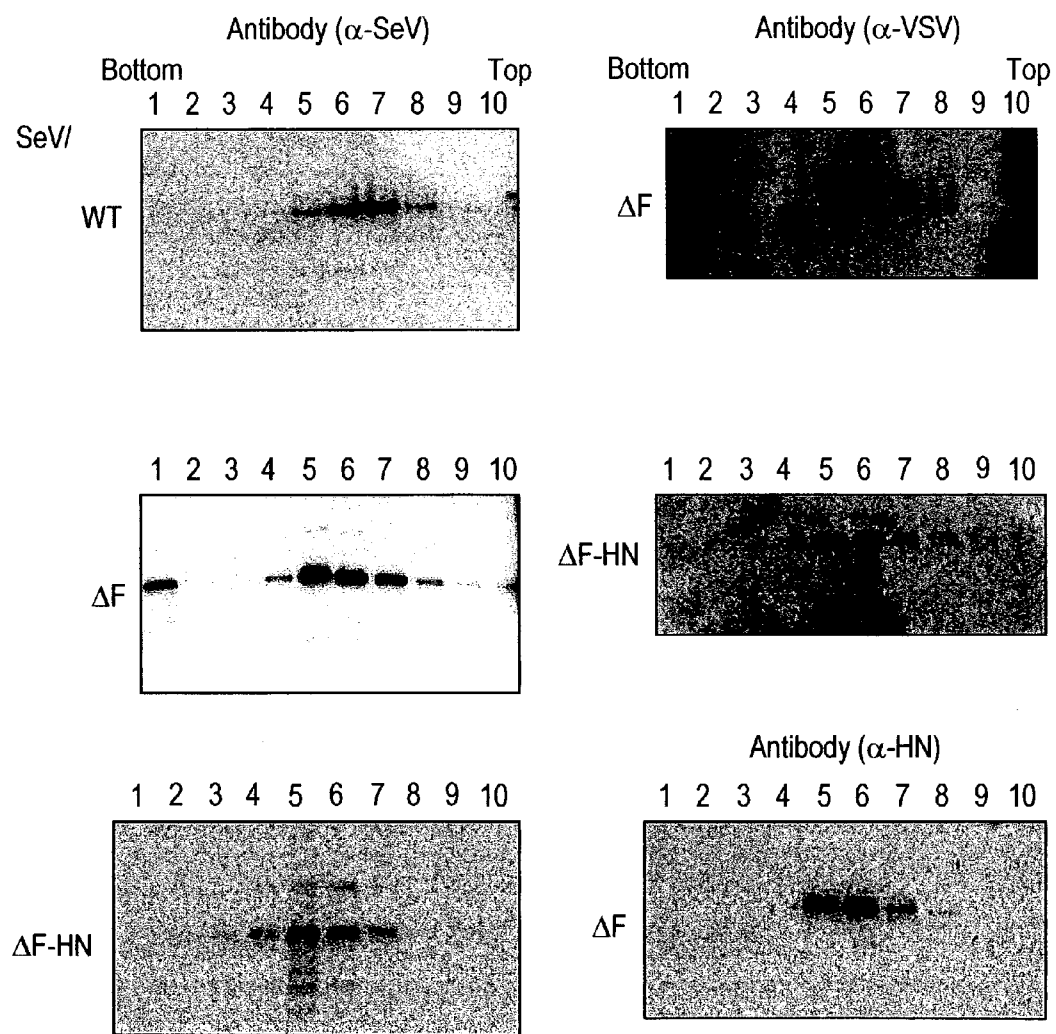 Antibody (α-SeV)
Bottom Top
1 2 3 4 5 6 7 8 9 10
SeV/
WT
Antibody (α-VSV)
Bottom Top
1 2 3 4 5 6 7 8 9 10
ΔF
1 2 3 4 5 6 7 8 9 10
ΔF
1 2 3 4 5 6 7 8 9 10
ΔF-HN
1 2 3 4 5 6 7 8 9 10
ΔF-HN
Antibody (α-HN)
1 2 3 4 5 6 7 8 9 10
ΔF